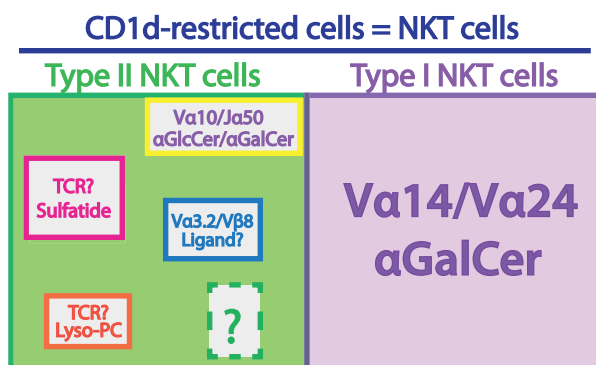 CD1d-restricted cells = NKT cells
Type II NKT cells
Type I NKT cells
Vα10/Jα50
αGlcCer/αGalCer
TCR?
Sulfatide
Vα3.2/Vβ8
Ligand?
Vα14/Vα24
αGalCer
TCR?
Lyso-PC
?